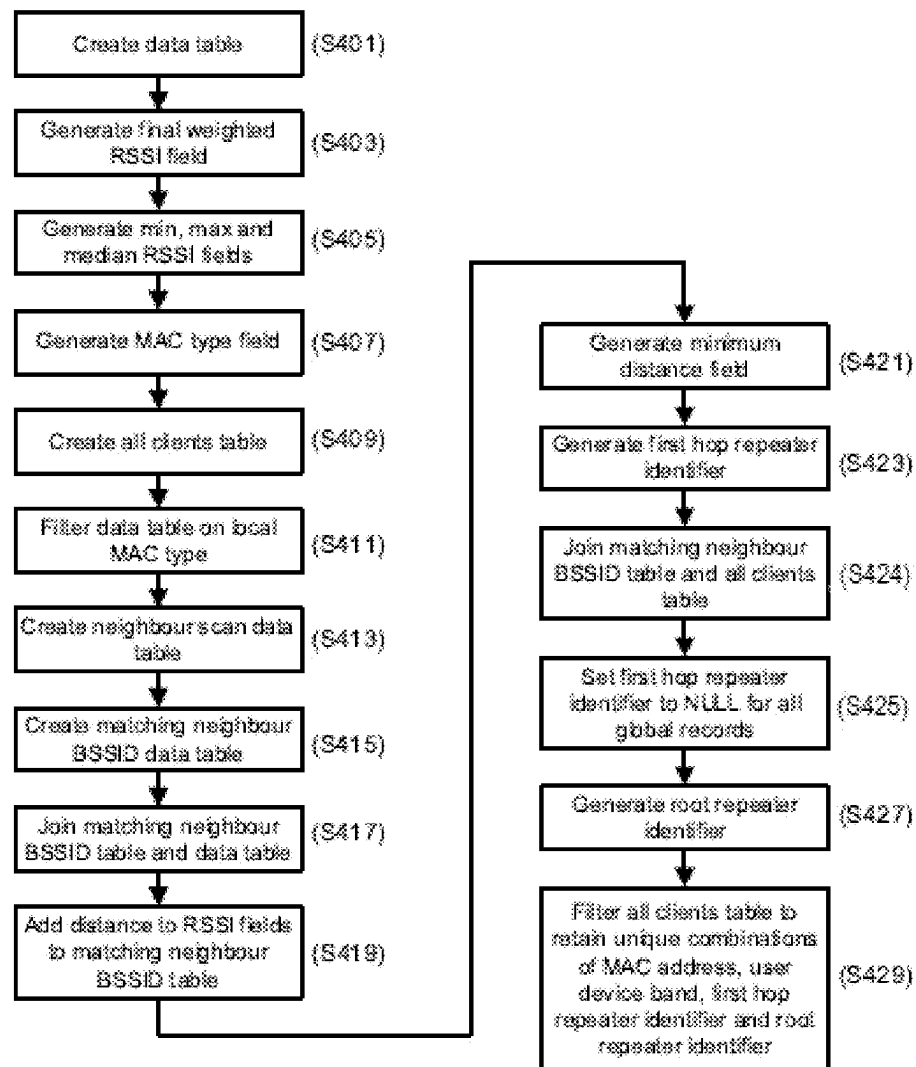 Create data table
(S401)
Generate final weighted
RSSI field
(S403)
Generate min, max and
median RSSI fields
(S405)
Generate MAC type field
(S407)
Create all clients table
(S409)
Filter data table on local
MAC type
(S411)
Create neighbour scan data
table
(S413)
Create matching neighbour
BSSID data table
(S415)
Join matching neighbour
BSSID table and data table
(S417)
Add distance to RSSI fields
to matching neighbour
BSSID table
(S419)
Generate minimum
distance field
(S421)
Generate first hop repeater
identifier
(S423)
Join matching neighbour
BSSID table and all clients
table
(S424)
Set first hop repeater
identifier to NULL for all
global records
(S425)
Generate root repeater
identifier
(S427)
Filter all clients table to
retain unique combinations
of MAC address, user
device band, first hop
repeater identifier and root
repeater identifier
(S429)